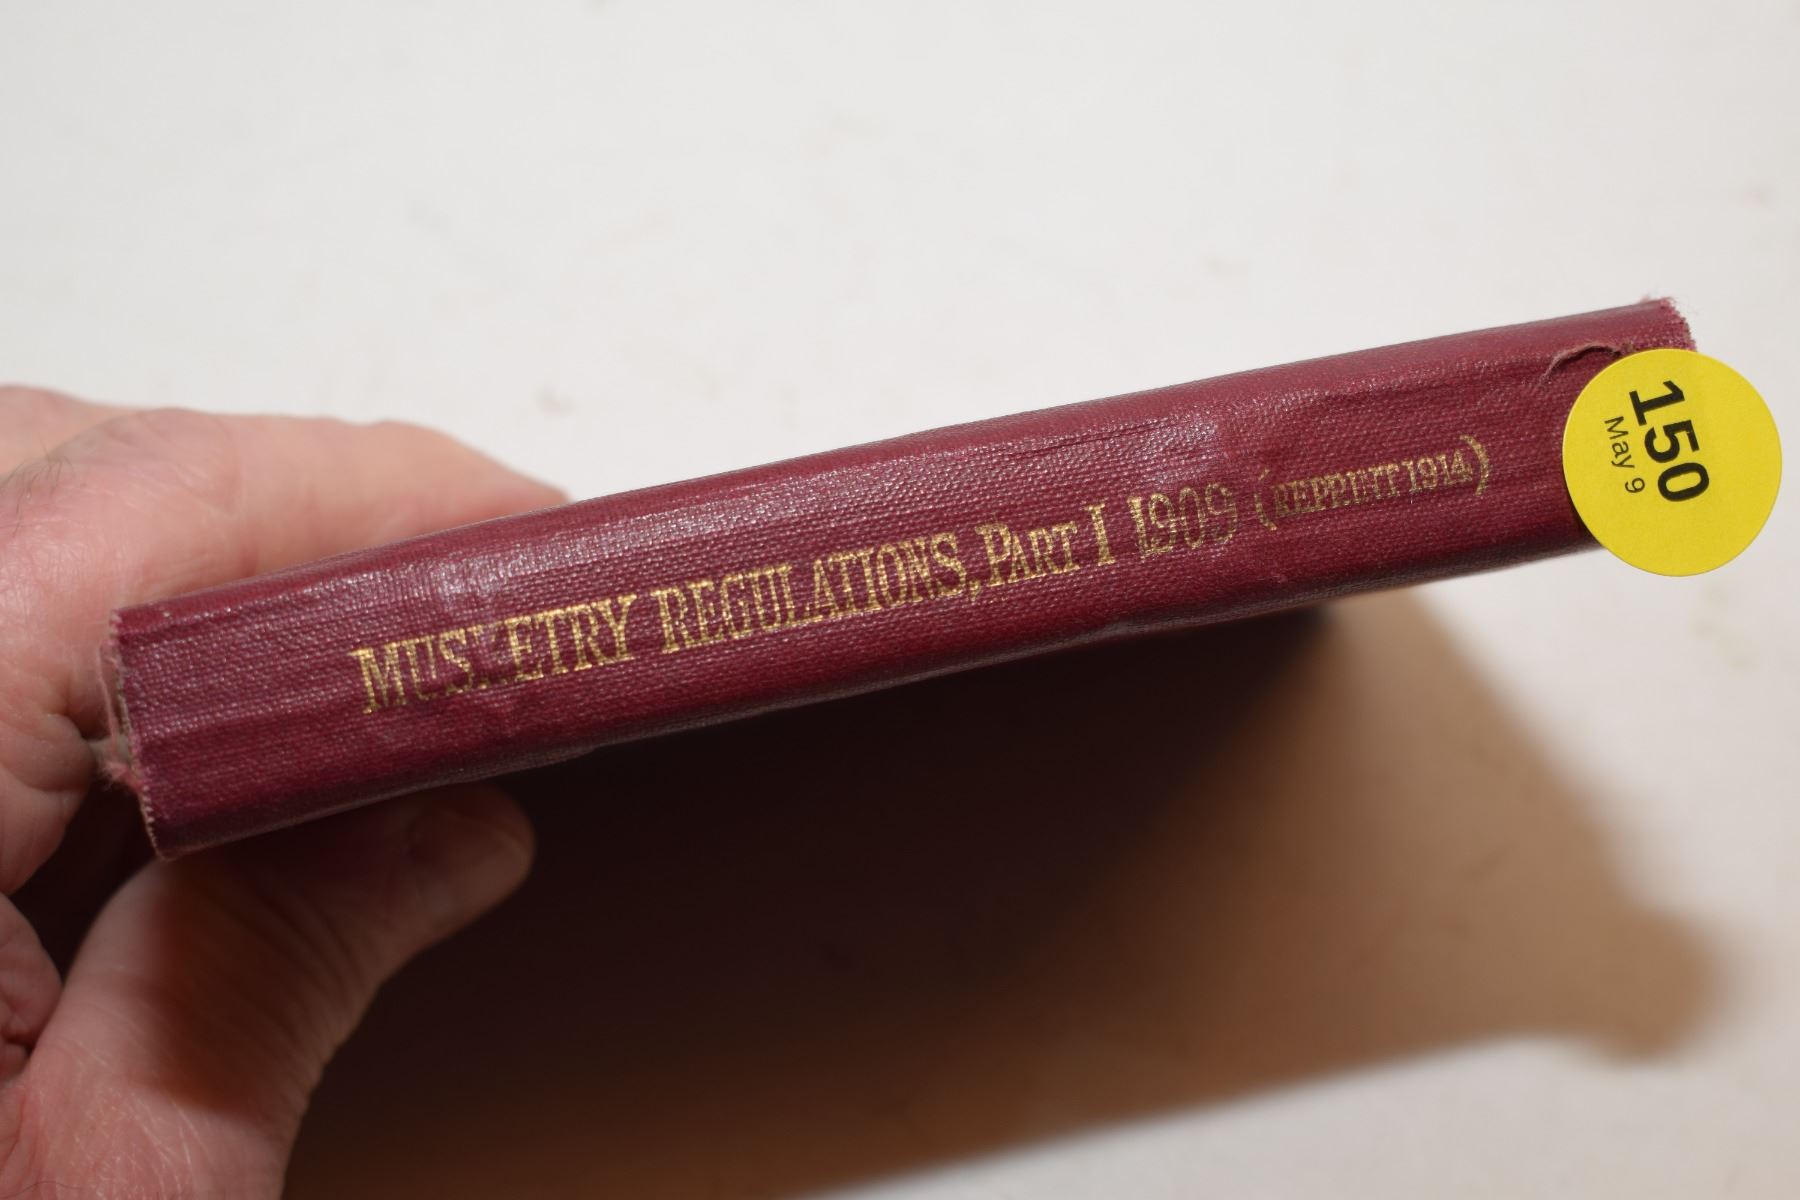 MUSKETRY REGULATIONS, PART I 1909 (REPRINT 1914)
150
May 9